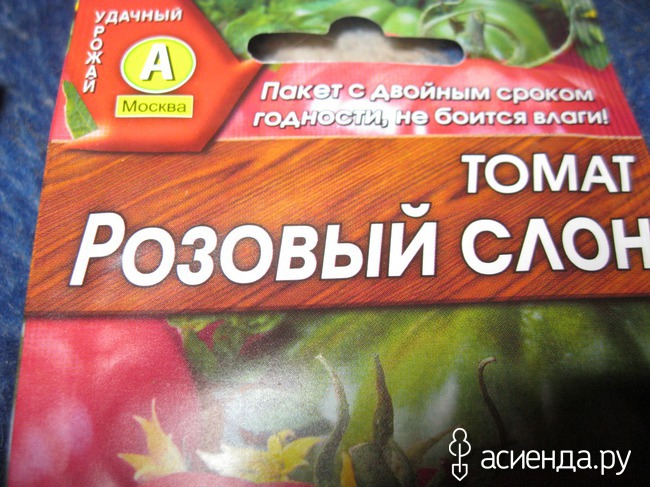 УДАЧНЫЙ
УРОЖАЙ
А
Москва
Пакет с двойным сроком
годности, не боится влаги!
ТОМАТ
РОЗОВЫЙ СЛОН
асиенда.ру